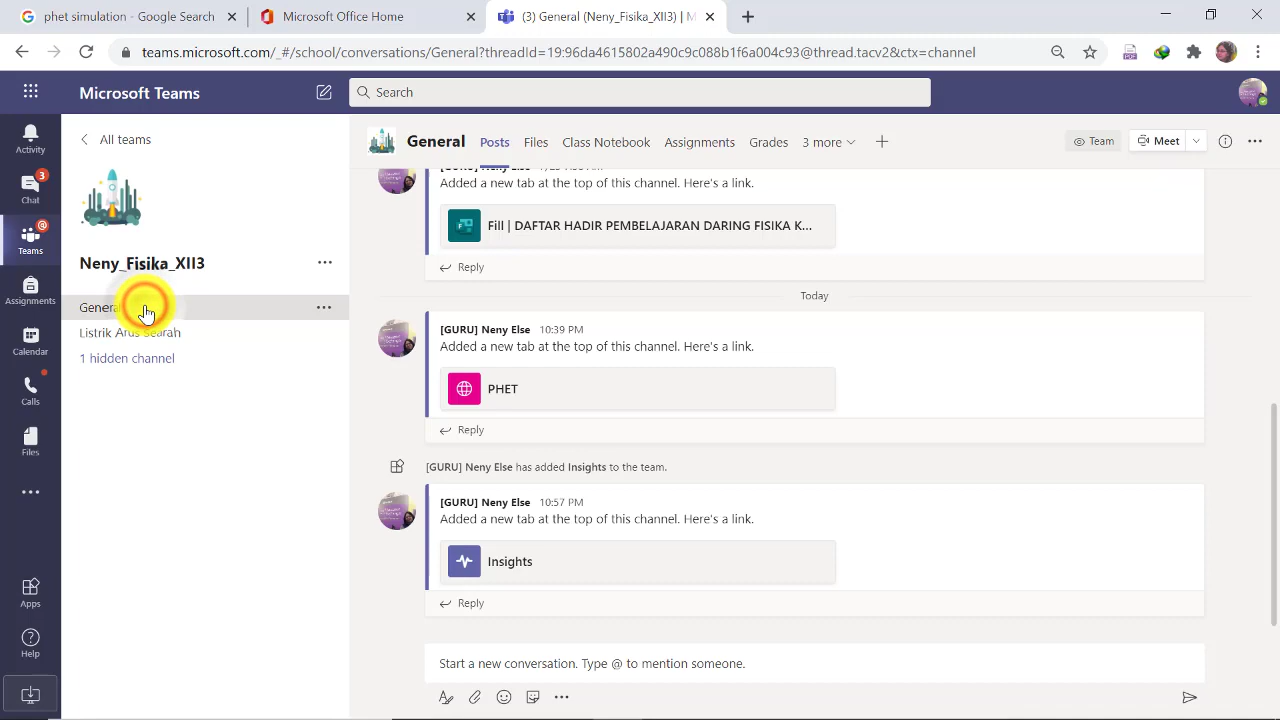 phet simulation - Google Search
Microsoft Office Home
(3) General (Neny_Fisika_XII3) | M
teams.microsoft.com/_#/school/conversations/General?threadId=19:96da4615802a490c9c088b1f6a004c93@thread.tacv2&ctx=channel
Microsoft Teams
Search
Activity
Chat
3
Teams
@
Assignments
Calendar
Calls
Files
Apps
Help
All teams
Neny_Fisika_XII3
General
Listrik Arus Searah
1 hidden channel
General
Posts
Files
Class Notebook
Assignments
Grades
3 more
Team
Meet
Added a new tab at the top of this channel. Here's a link.
Fill | DAFTAR HADIR PEMBELAJARAN DARING FISIKA K...
Reply
Today
[GURU] Neny Else 10:39 PM
Added a new tab at the top of this channel. Here's a link.
PHET
Reply
[GURU] Neny Else has added Insights to the team.
[GURU] Neny Else 10:57 PM
Added a new tab at the top of this channel. Here's a link.
Insights
Reply
Start a new conversation. Type @ to mention someone.